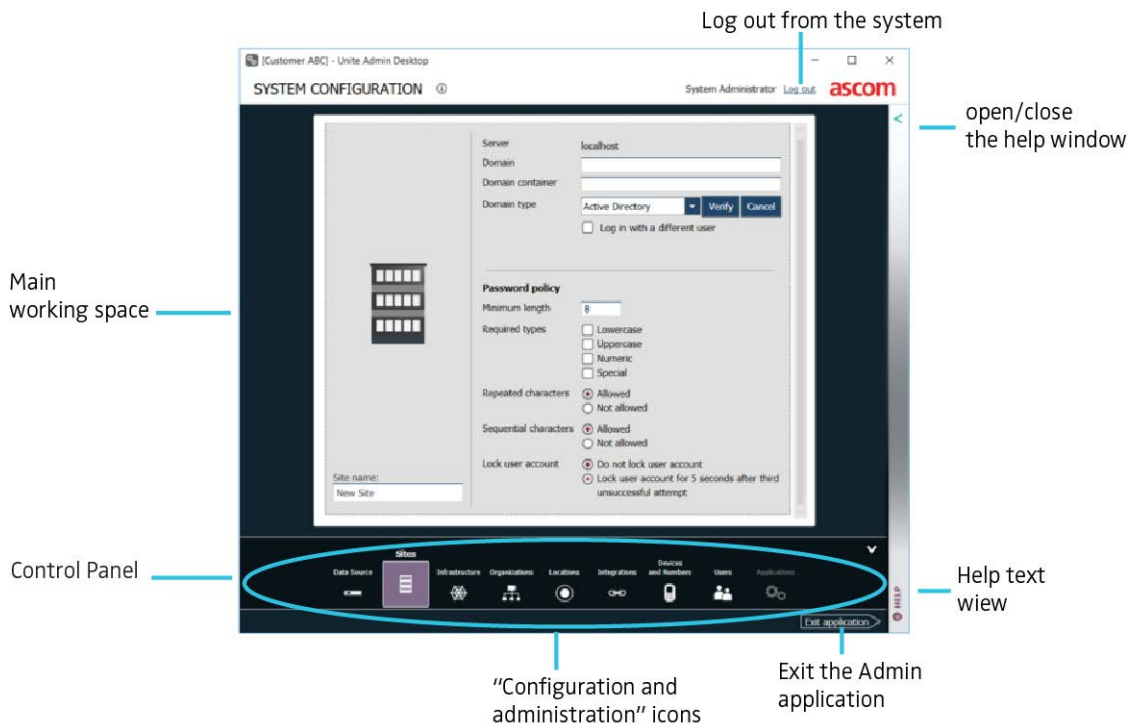 Log out from the system
[Customer ABC] - Unite Admin Desktop
SYSTEM CONFIGURATION
System Administrator Log out ascom
open/close
the help window
Server localhost
Domain
Domain container
Domain type Active Directory Verify Cancel
Log in with a different user
Main
working space
Password policy
Minimum length 8
Required types Lowercase
Uppercase
Numeric
Special
Repeated characters Allowed
Not allowed
Sequential characters Allowed
Not allowed
Lock user account Do not lock user account
Lock user account for 5 seconds after third
unsuccessful attempt
Site name:
New Site
Control Panel
Data Source
Sites
Infrastructure
Organizations
Locations
Integrations
Devices
and Numbers
Users
Applications
HELP
Help text
wiew
Exit application
Exit the Admin
application
"Configuration and
administration" icons